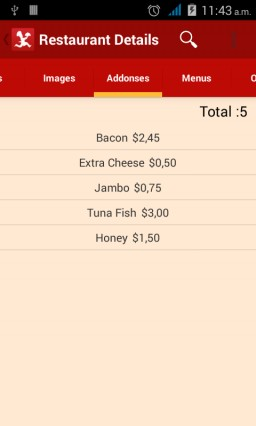 11:43 a.m.
Restaurant Details
s Images Addonses Menus O
Total :5
Bacon $2,45
Extra Cheese $0,50
Jambo $0,75
Tuna Fish $3,00
Honey $1,50